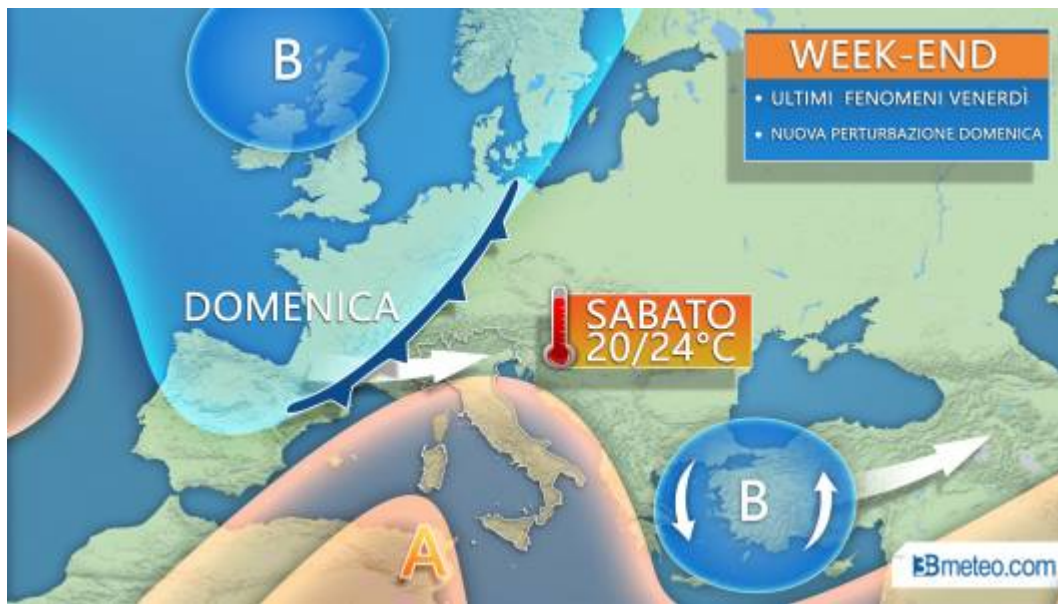 B
WEEK-END
• ULTIMI FENOMENI VENERDÌ
• NUOVA PERTURBAZIONE DOMENICA
DOMENICA
SABATO
20/24°C
B
A
3Bmeteo.com